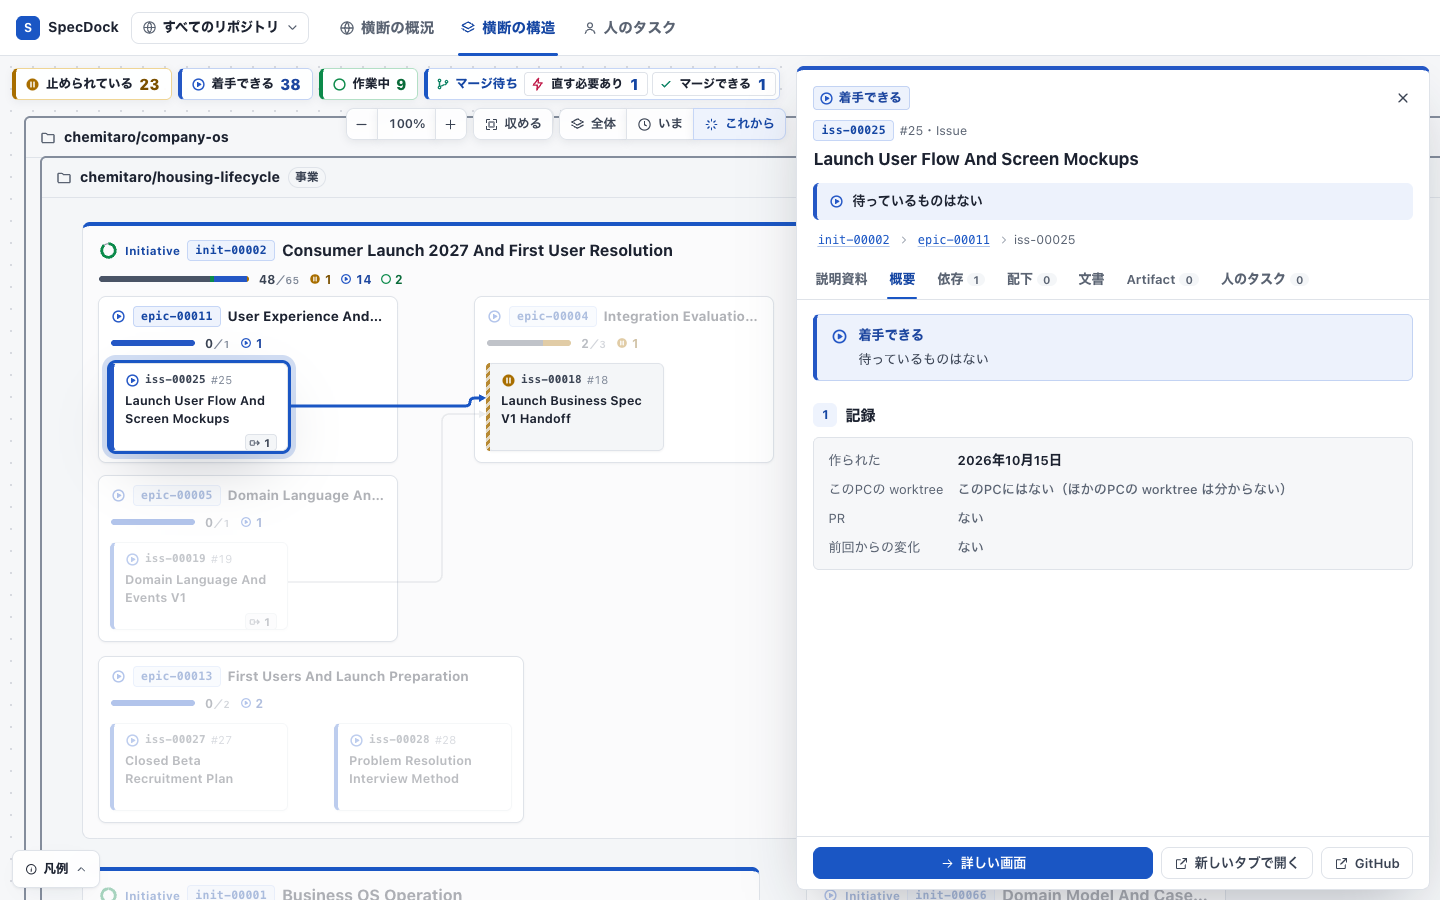 S SpecDock すべてのリポジトリ 横断の概況 横断の構造 人のタスク
止められている 23 着手できる 38 作業中 9 マージ待ち 直す必要あり 1 マージできる 1
100% 収める 全体 いま これから
chemitaro/company-os
chemitaro/housing-lifecycle 事業
Initiative init-00002 Consumer Launch 2027 And First User Resolution
48/65 1 14 2
epic-00011 User Experience And...
0/1 1
iss-00025 #25
Launch User Flow And
Screen Mockups
1
epic-00004 Integration Evaluatio...
2/3 1
iss-00018 #18
Launch Business Spec
V1 Handoff
epic-00005 Domain Language An...
0/1 1
iss-00019 #19
Domain Language And
Events V1
1
epic-00013 First Users And Launch Preparation
0/2 2
iss-00027 #27
Closed Beta
Recruitment Plan
iss-00028 #28
Problem Resolution
Interview Method
凡例
Initiative init-00001 Business OS Operation
Initiative init-00066 Domain Model And Case...
着手できる
iss-00025 #25・Issue
Launch User Flow And Screen Mockups
待っているものはない
init-00002 epic-00011 iss-00025
説明資料 概要 依存 1 配下 0 文書 Artifact 0 人のタスク 0
着手できる
待っているものはない
1 記録
作られた 2026年10月15日
このPCの worktree このPCにはない（ほかのPCの worktree は分からない）
PR ない
前回からの変化 ない
詳しい画面 新しいタブで開く GitHub